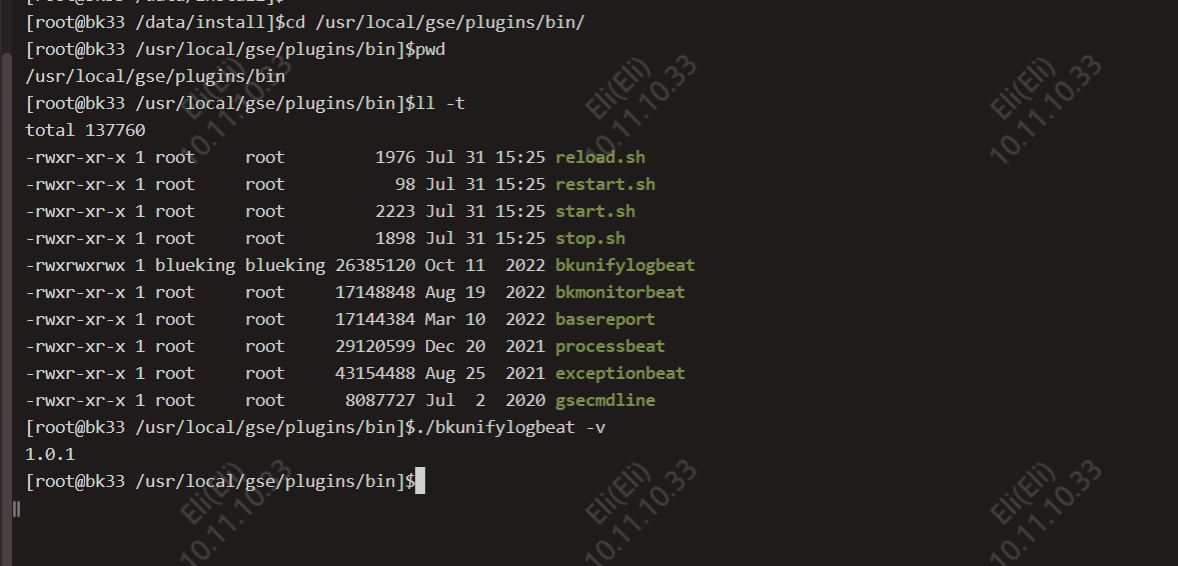 [root@bk33 /data/install]$
[root@bk33 /data/install]$cd /usr/local/gse/plugins/bin/
[root@bk33 /usr/local/gse/plugins/bin]$pwd
/usr/local/gse/plugins/bin
[root@bk33 /usr/local/gse/plugins/bin]$ll -t
total 137760
-rwxr-xr-x 1 root     root         1976 Jul 31 15:25 reload.sh
-rwxr-xr-x 1 root     root           98 Jul 31 15:25 restart.sh
-rwxr-xr-x 1 root     root         2223 Jul 31 15:25 start.sh
-rwxr-xr-x 1 root     root         1898 Jul 31 15:25 stop.sh
-rwxrwxrwx 1 blueking blueking 26385120 Oct 11  2022 bkunifylogbeat
-rwxr-xr-x 1 root     root     17148848 Aug 19  2022 bkmonitorbeat
-rwxr-xr-x 1 root     root     17144384 Mar 10  2022 basereport
-rwxr-xr-x 1 root     root     29120599 Dec 20  2021 processbeat
-rwxr-xr-x 1 root     root     43154488 Aug 25  2021 exceptionbeat
-rwxr-xr-x 1 root     root      8087727 Jul  2  2020 gsecmdline
[root@bk33 /usr/local/gse/plugins/bin]$./bkunifylogbeat -v
1.0.1
[root@bk33 /usr/local/gse/plugins/bin]$
Eli(Eli)
10.11.10.33
Eli(Eli)
10.11.10.33
Eli(Eli)
10.11.10.33
Eli(Eli)
10.11.10.33
Eli(Eli)
10.11.10.33
Eli(Eli)
10.11.10.33